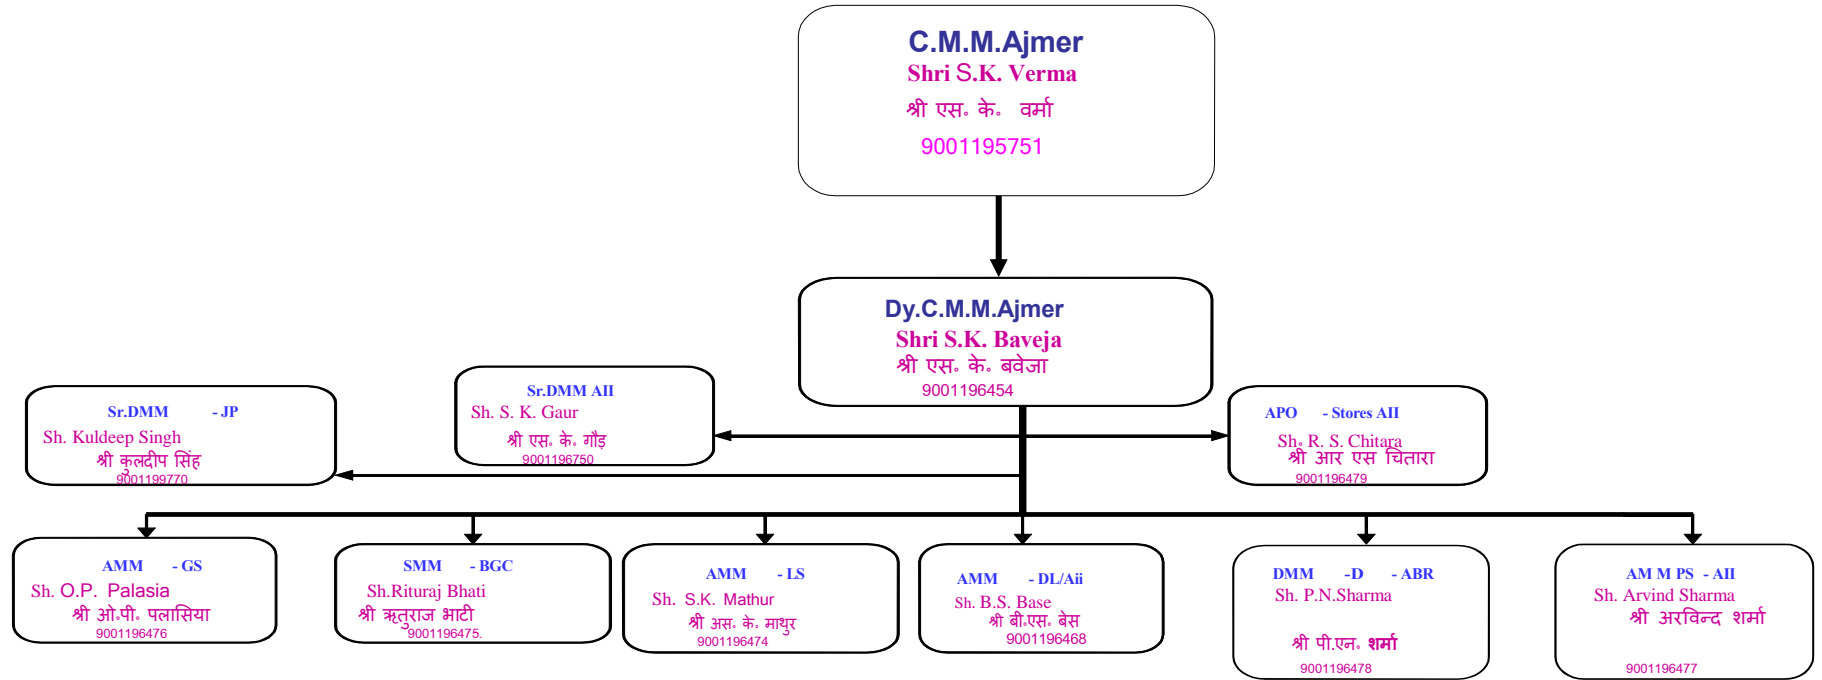 C.M.M.Ajmer
Shri S.K. Verma
श्री एस॰ के॰ वर्मा
9001195751
Dy.C.M.M.Ajmer
Shri S.K. Baveja
श्री एस॰ के॰ बवेजा
9001196454
Sr.DMM - JP
Sh. Kuldeep Singh
श्री कुलदीप सिंह
9001199770
Sr.DMM AII
Sh. S. K. Gaur
श्री एस॰ के॰ गौड़
9001196750
APO - Stores AII
Sh. R. S. Chitara
श्री आर एस चितारा
9001196479
AMM - GS
Sh. O.P. Palasia
श्री ओ॰पी॰ पलासिया
9001196476
SMM - BGC
Sh.Rituraj Bhati
श्री ऋतुराज भाटी
9001196475.
AMM - LS
Sh. S.K. Mathur
श्री अस॰ के॰ माथुर
9001196474
AMM - DL/Aii
Sh. B.S. Base
श्री बी॰एस॰ बेस
9001196468
DMM -D - ABR
Sh. P.N.Sharma
श्री पी.एन॰ शर्मा
9001196478
AM M PS - AII
Sh. Arvind Sharma
श्री अरविन्द शर्मा
9001196477